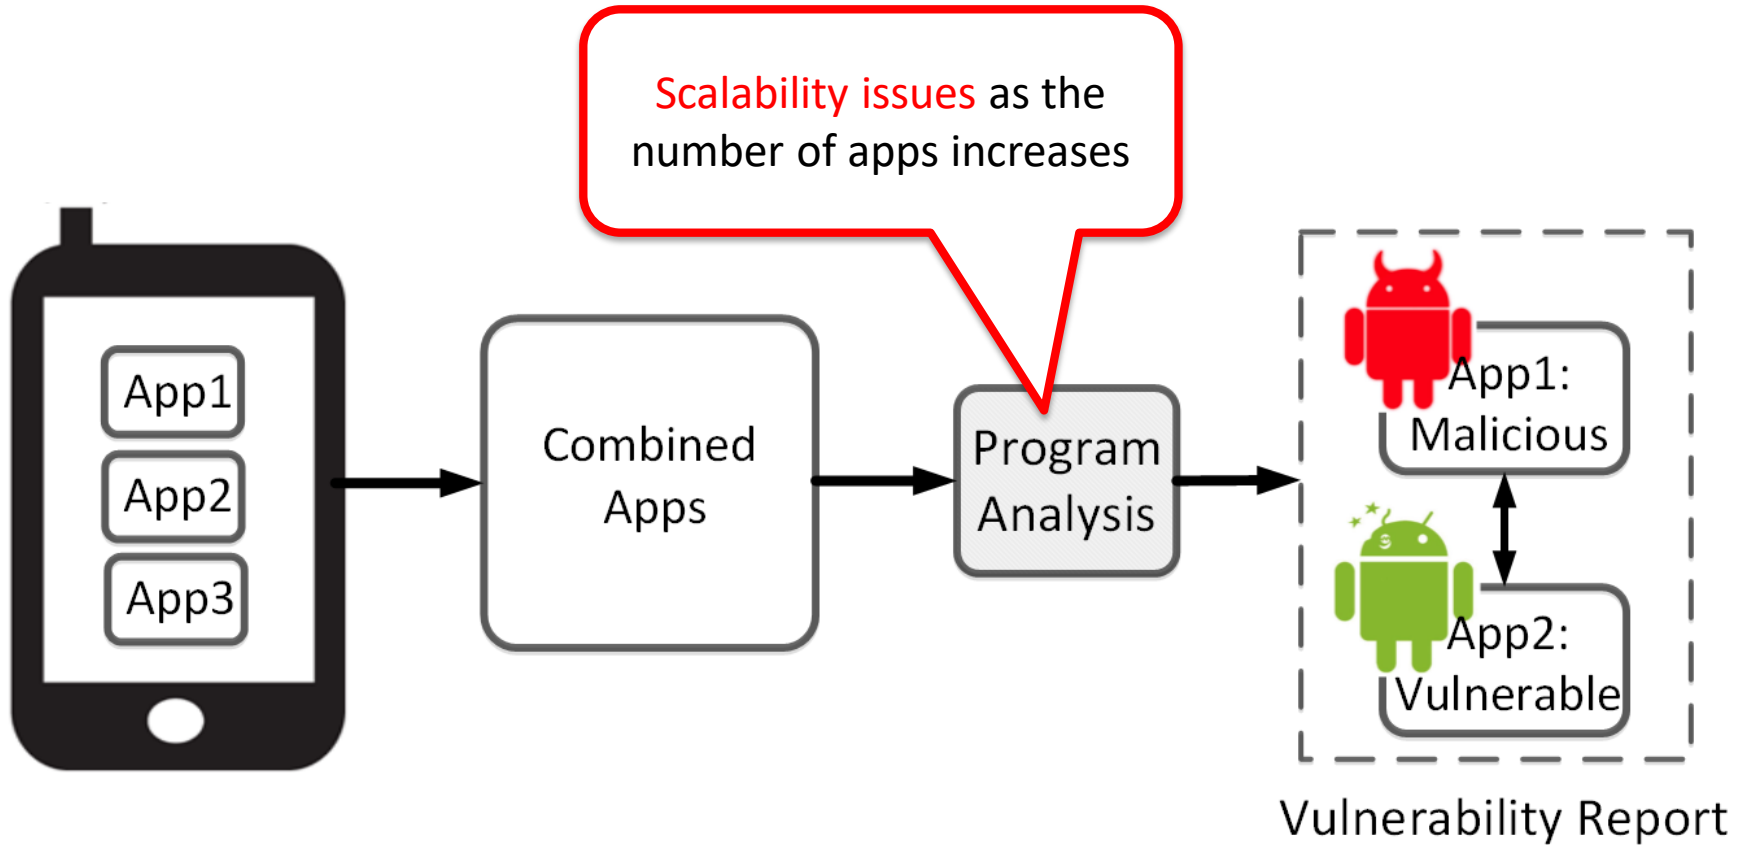 Scalability issues as the
number of apps increases
App1
App2
App3
Combined
Apps
Program
Analysis
App1:
Malicious
App2:
Vulnerable
Vulnerability Report